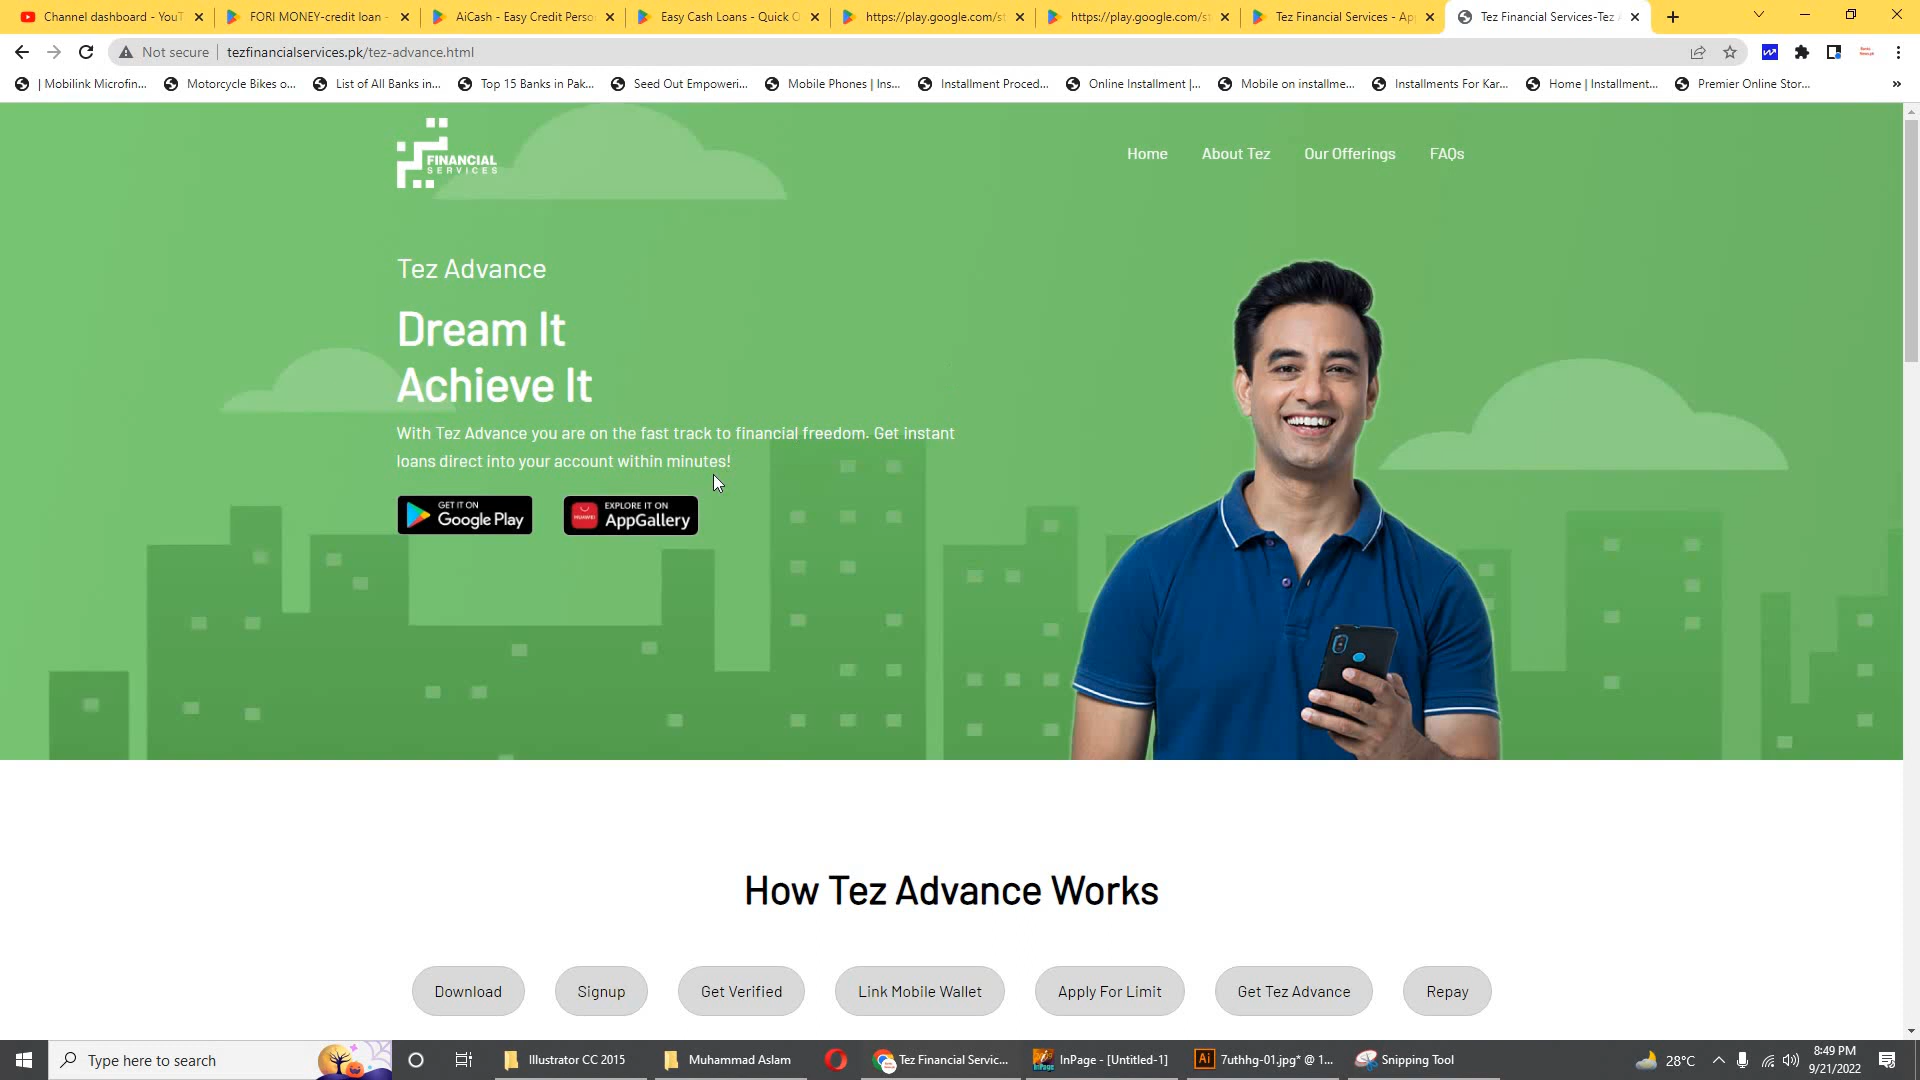 Channel dashboard - YouT
FORI MONEY-credit loan -
AiCash - Easy Credit Perso
Easy Cash Loans - Quick O
https://play.google.com/st
https://play.google.com/st
Tez Financial Services - Ap
Tez Financial Services-Tez A
Not secure
tezfinancialservices.pk/tez-advance.html
| Mobilink Microfin...
Motorcycle Bikes o...
List of All Banks in...
Top 15 Banks in Pak...
Seed Out Empoweri...
Mobile Phones | Ins...
Installment Proced...
Online Installment |...
Mobile on installme...
Installments For Kar...
Home | Installment...
Premier Online Stor...
»
FINANCIAL
SERVICES
Home
About Tez
Our Offerings
FAQs
Tez Advance
Dream It
Achieve It
With Tez Advance you are on the fast track to financial freedom. Get instant
loans direct into your account within minutes!
GET IT ON
Google Play
EXPLORE IT ON
AppGallery
How Tez Advance Works
Download
Signup
Get Verified
Link Mobile Wallet
Apply For Limit
Get Tez Advance
Repay
Type here to search
Illustrator CC 2015
Muhammad Aslam
Tez Financial Servic...
InPage - [Untitled-1]
Ai
7uthhg-01.jpg* @ 1...
Snipping Tool
28°C
8:49 PM
9/21/2022